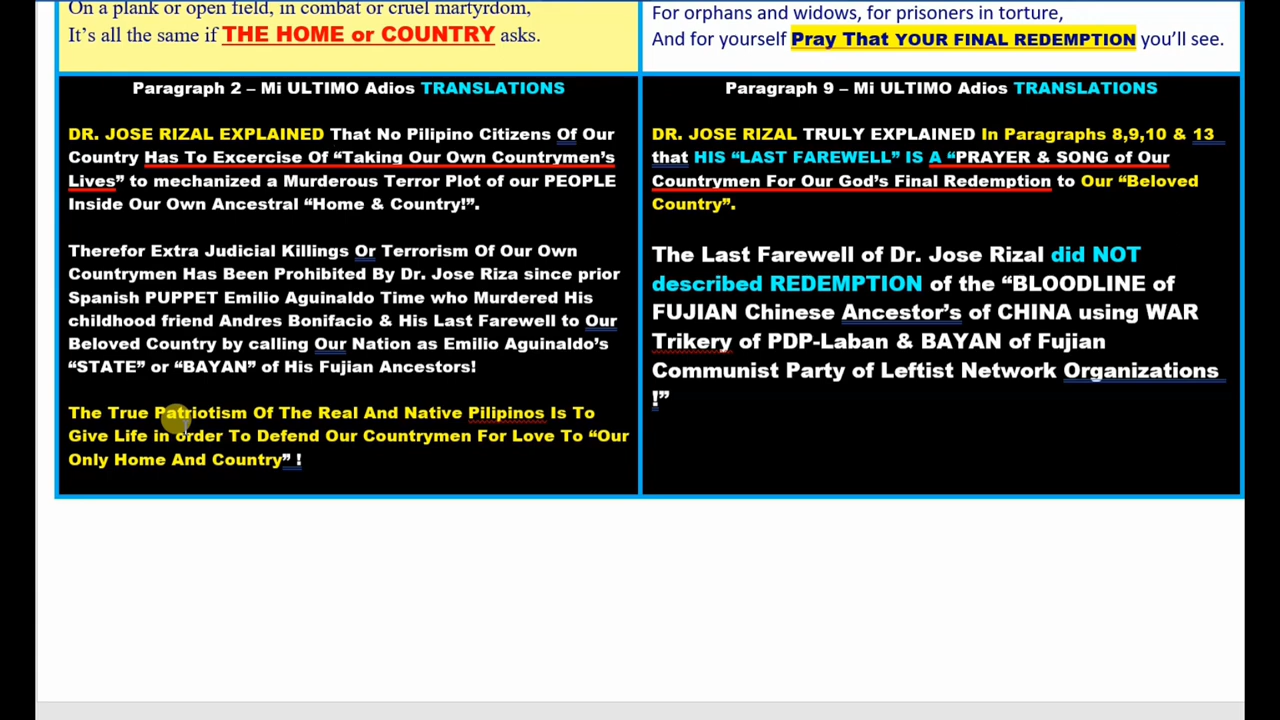 On a plank or open field, in combat or cruel martyrdom,
It's all the same if THE HOME or COUNTRY asks.
For orphans and widows, for prisoners in torture,
And for yourself Pray That YOUR FINAL REDEMPTION you'll see.
Paragraph 2 – Mi ULTIMO Adios TRANSLATIONS
DR. JOSE RIZAL EXPLAINED That No Pilipino Citizens Of Our
Country Has To Excercise Of “Taking Our Own Countrymen's
Lives” to mechanized a Murderous Terror Plot of our PEOPLE
Inside Our Own Ancestral “Home & Country!”.
Therefor Extra Judicial Killings Or Terrorism Of Our Own
Countrymen Has Been Prohibited By Dr. Jose Riza since prior
Spanish PUPPET Emilio Aguinaldo Time who Murdered His
childhood friend Andres Bonifacio & His Last Farewell to Our
Beloved Country by calling Our Nation as Emilio Aguinaldo's
“STATE” or “BAYAN” of His Fujian Ancestors!
The True Patriotism Of The Real And Native Pilipinos Is To
Give Life in order To Defend Our Countrymen For Love To “Our
Only Home And Country” !
Paragraph 9 – Mi ULTIMO Adios TRANSLATIONS
DR. JOSE RIZAL TRULY EXPLAINED In Paragraphs 8,9,10 & 13
that HIS “LAST FAREWELL” IS A “PRAYER & SONG of Our
Countrymen For Our God's Final Redemption to Our “Beloved
Country”.
The Last Farewell of Dr. Jose Rizal did NOT
described REDEMPTION of the “BLOODLINE of
FUJIAN Chinese Ancestor's of CHINA using WAR
Trikery of PDP-Laban & BAYAN of Fujian
Communist Party of Leftist Network Organizations
!”